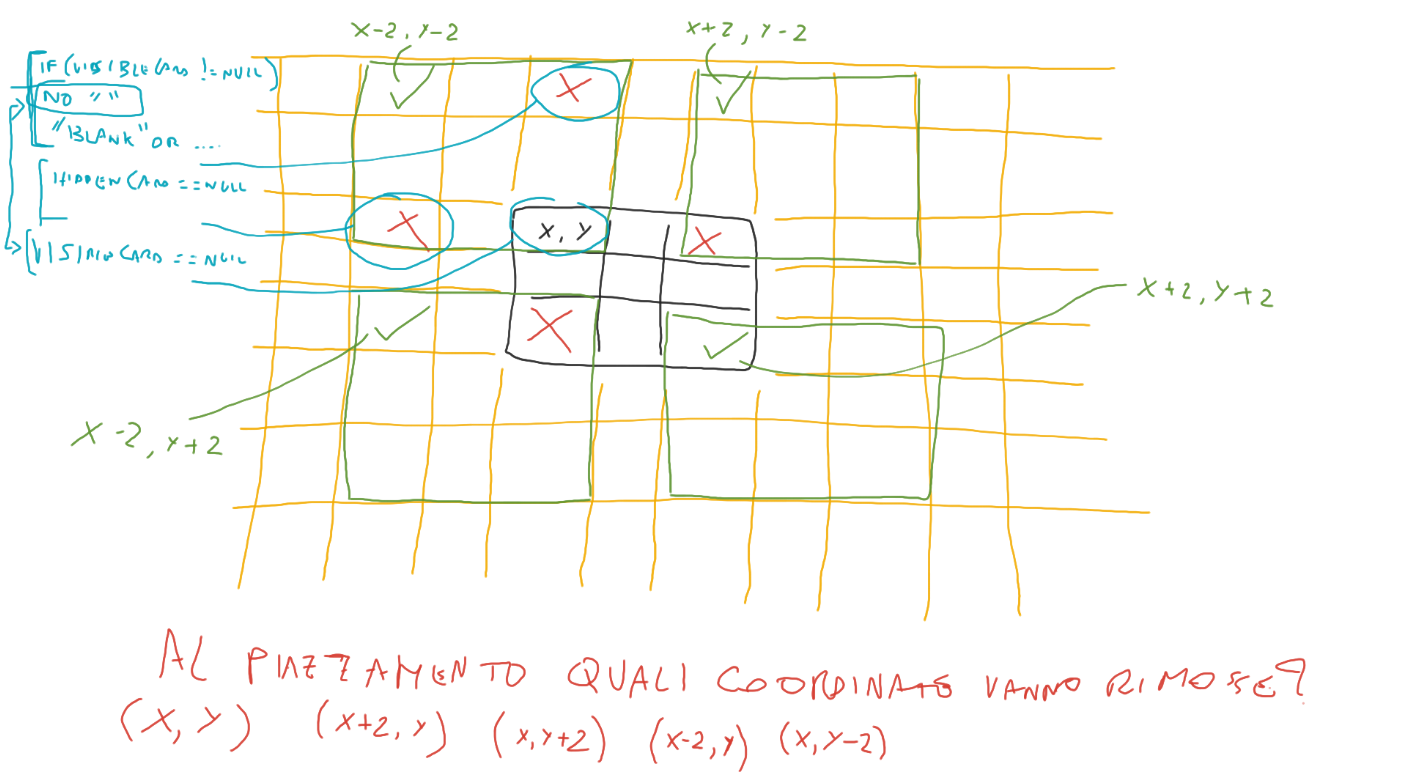 X-2, Y-2
X+2, Y-2
IF (VISIBLECARD != NULL)
NO " "
"BLANK" OR ....
HIDDENCARD == NULL
X, Y
VISIBLECARD == NULL
X+2, Y+2
X-2, Y+2
AL PIAZZAMENTO QUALI COORDINATE VANNO RIMOSSE?
(X, Y) (X+2, Y) (X, Y+2) (X-2, Y) (X, Y-2)